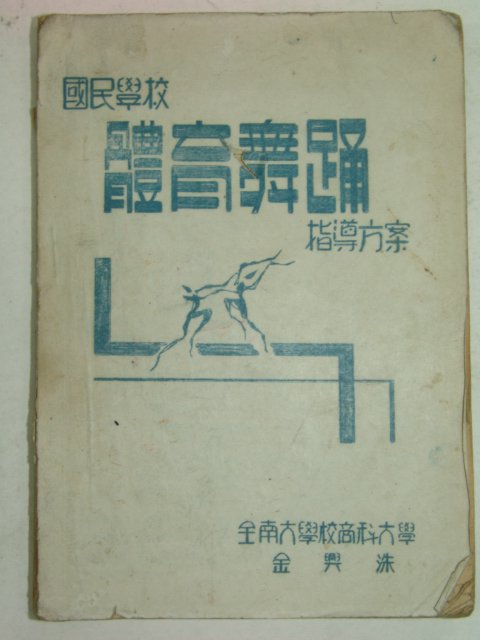 國民學校
體育舞踊
指導方案
全南大學校商科大學
金興洙